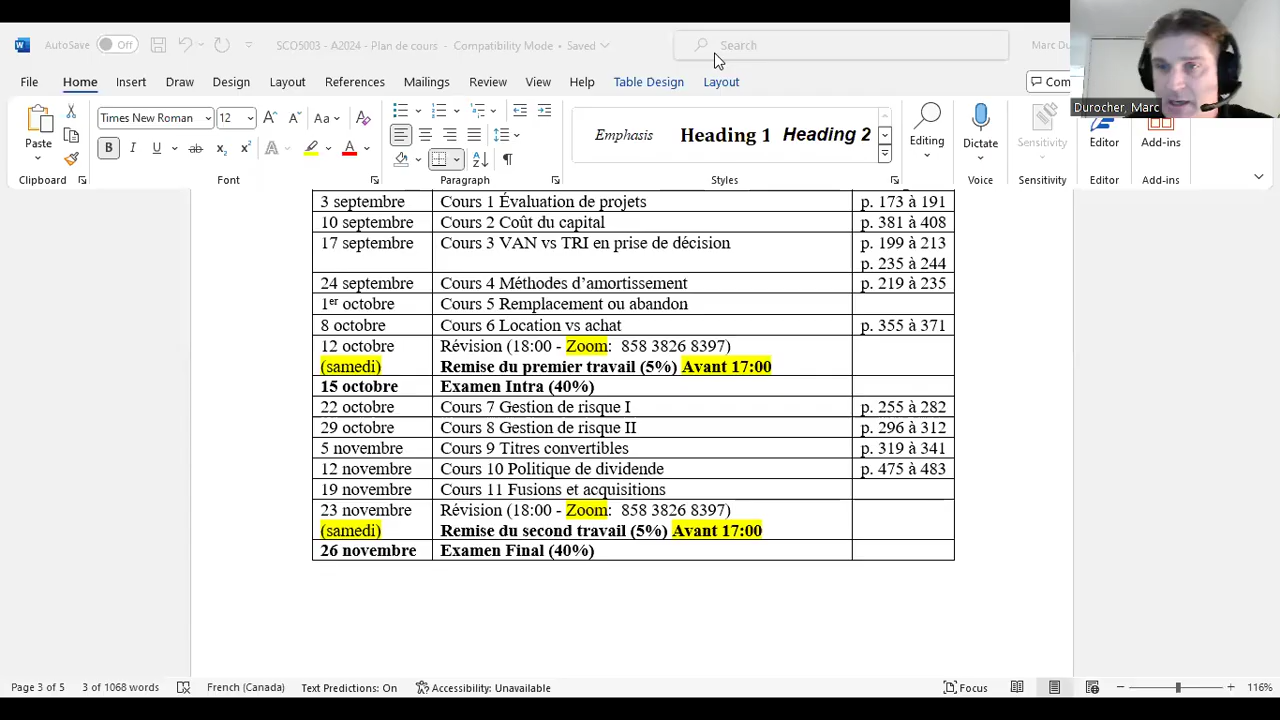 AutoSave Off SCO5003 - A2024 - Plan de cours - Compatibility Mode • Saved Search Marc Du
File Home Insert Draw Design Layout References Mailings Review View Help Table Design Layout Com
Durocher, Marc
Paste
Times New Roman 12
Emphasis Heading 1 Heading 2
Editing Dictate Sensitivity Editor Add-ins
Clipboard Font Paragraph Styles Voice Sensitivity Editor Add-ins
3 septembre Cours 1 Évaluation de projets p. 173 à 191
10 septembre Cours 2 Coût du capital p. 381 à 408
17 septembre Cours 3 VAN vs TRI en prise de décision p. 199 à 213
p. 235 à 244
24 septembre Cours 4 Méthodes d’amortissement p. 219 à 235
1er octobre Cours 5 Remplacement ou abandon
8 octobre Cours 6 Location vs achat p. 355 à 371
12 octobre Révision (18:00 - Zoom: 858 3826 8397)
(samedi) Remise du premier travail (5%) Avant 17:00
15 octobre Examen Intra (40%)
22 octobre Cours 7 Gestion de risque I p. 255 à 282
29 octobre Cours 8 Gestion de risque II p. 296 à 312
5 novembre Cours 9 Titres convertibles p. 319 à 341
12 novembre Cours 10 Politique de dividende p. 475 à 483
19 novembre Cours 11 Fusions et acquisitions
23 novembre Révision (18:00 - Zoom: 858 3826 8397)
(samedi) Remise du second travail (5%) Avant 17:00
26 novembre Examen Final (40%)
Page 3 of 5 3 of 1068 words French (Canada) Text Predictions: On Accessibility: Unavailable Focus 116%